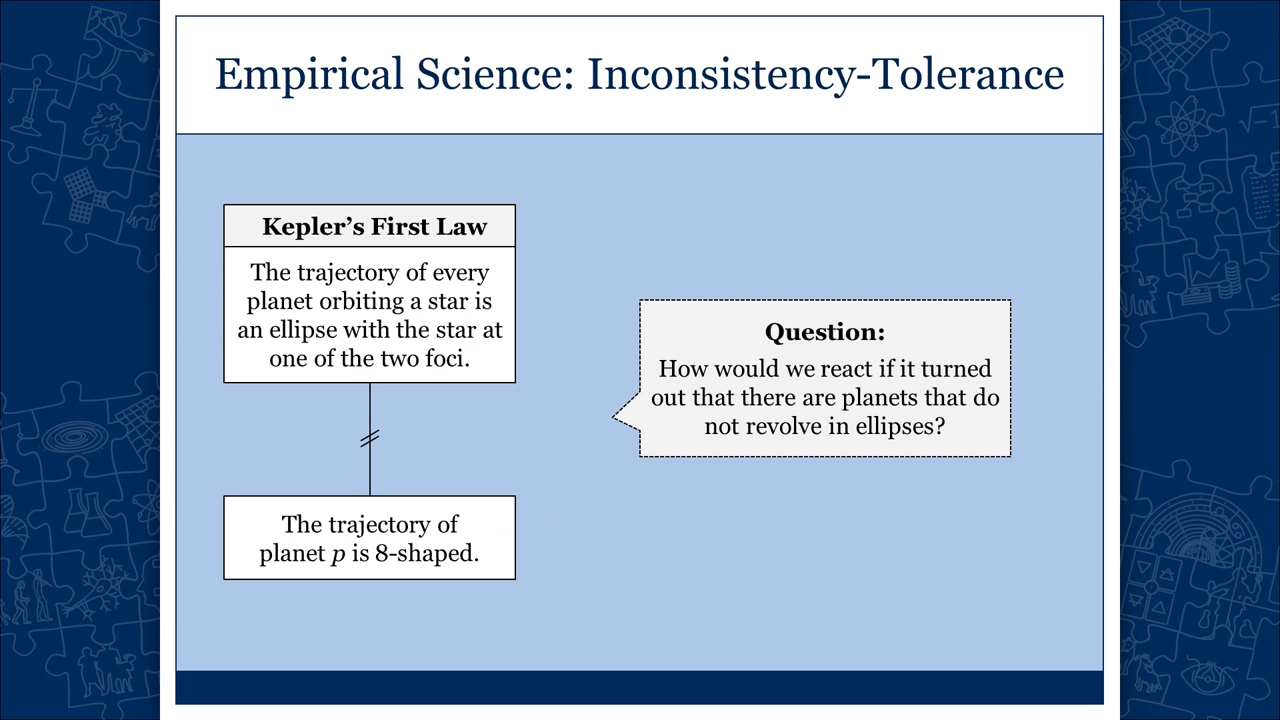 Empirical Science: Inconsistency-Tolerance
Kepler’s First Law
The trajectory of every
planet orbiting a star is
an ellipse with the star at
one of the two foci.
The trajectory of
planet p is 8-shaped.
Question:
How would we react if it turned
out that there are planets that do
not revolve in ellipses?
√-1